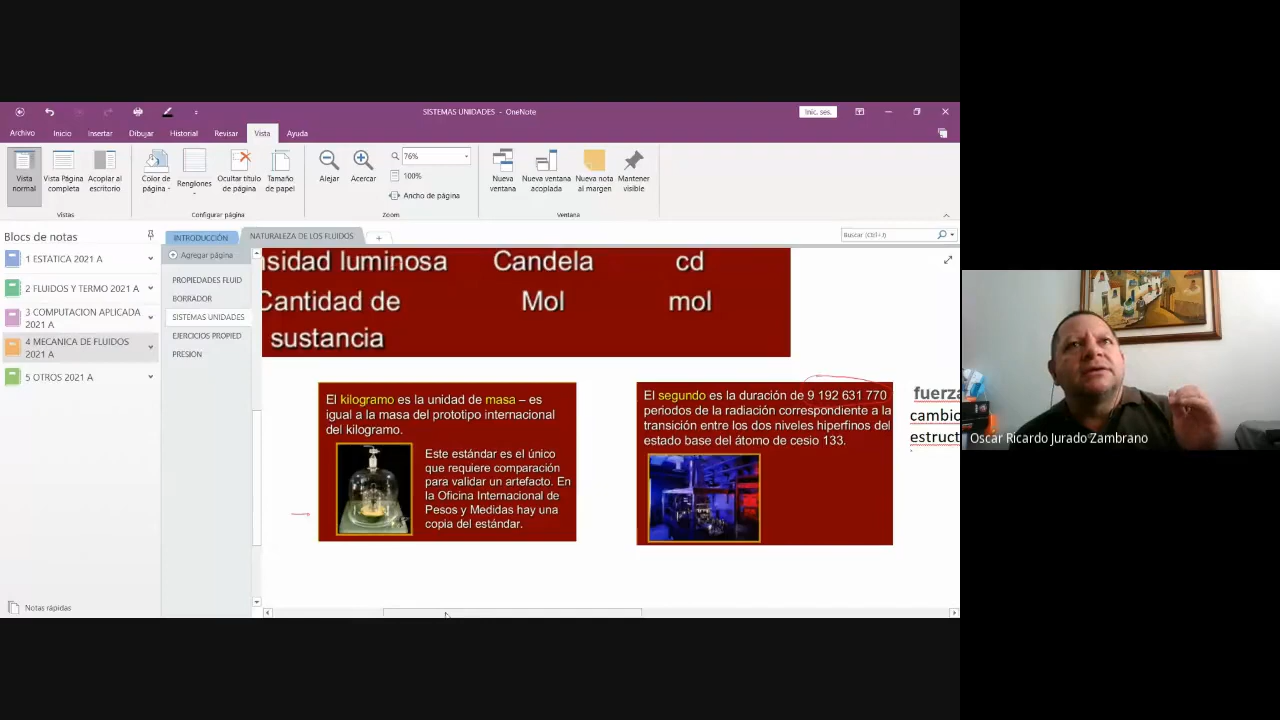 SISTEMAS UNIDADES - OneNote
Inic. ses.
Archivo Inicio Insertar Dibujar Historial Revisar Vista Ayuda
Vista normal
Vista Página completa
Acoplar al escritorio
Vistas
Color de página
Renglones
Ocultar título de página
Tamaño de papel
Configurar página
Alejar
Acercar
76%
100%
Ancho de página
Zoom
Nueva ventana
Nueva ventana acoplada
Nueva nota al margen
Mantener visible
Ventana
Blocs de notas
INTRODUCCIÓN
NATURALEZA DE LOS FLUIDOS
+
Buscar (Ctrl+J)
1 ESTATICA 2021 A
2 FLUIDOS Y TERMO 2021 A
3 COMPUTACION APLICADA
2021 A
4 MECANICA DE FLUIDOS
2021 A
5 OTROS 2021 A
Notas rápidas
Agregar página
PROPIEDADES FLUID
BORRADOR
SISTEMAS UNIDADES
EJERCICIOS PROPIED
PRESION
nsidad luminosa Candela cd
Cantidad de Mol mol
sustancia
El kilogramo es la unidad de masa – es
igual a la masa del prototipo internacional
del kilogramo.
Este estándar es el único
que requiere comparación
para validar un artefacto. En
la Oficina Internacional de
Pesos y Medidas hay una
copia del estándar.
El segundo es la duración de 9 192 631 770
periodos de la radiación correspondiente a la
transición entre los dos niveles hiperfinos del
estado base del átomo de cesio 133.
fuerza
cambio
estruct
Oscar Ricardo Jurado Zambrano